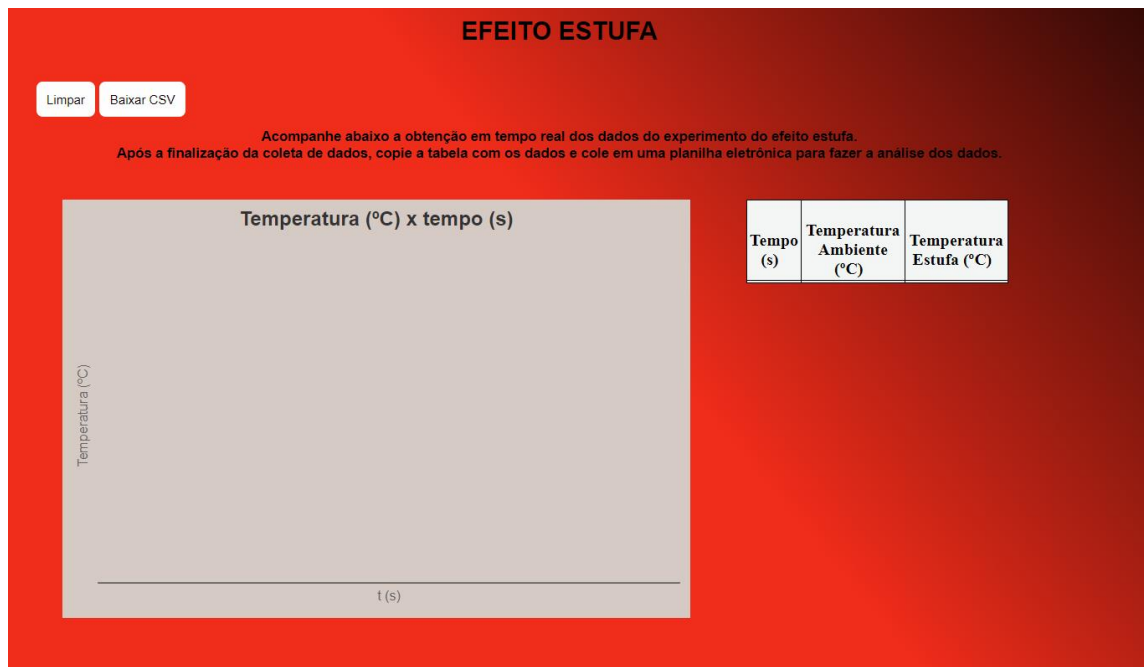 EFEITO ESTUFA
Limpar
Baixar CSV
Acompanhe abaixo a obtenção em tempo real dos dados do experimento do efeito estufa.
Após a finalização da coleta de dados, copie a tabela com os dados e cole em uma planilha eletrônica para fazer a análise dos dados.
Temperatura (ºC) x tempo (s)
Temperatura (ºC)
t (s)
Tempo
(s)
Temperatura
Ambiente
(ºC)
Temperatura
Estufa (ºC)